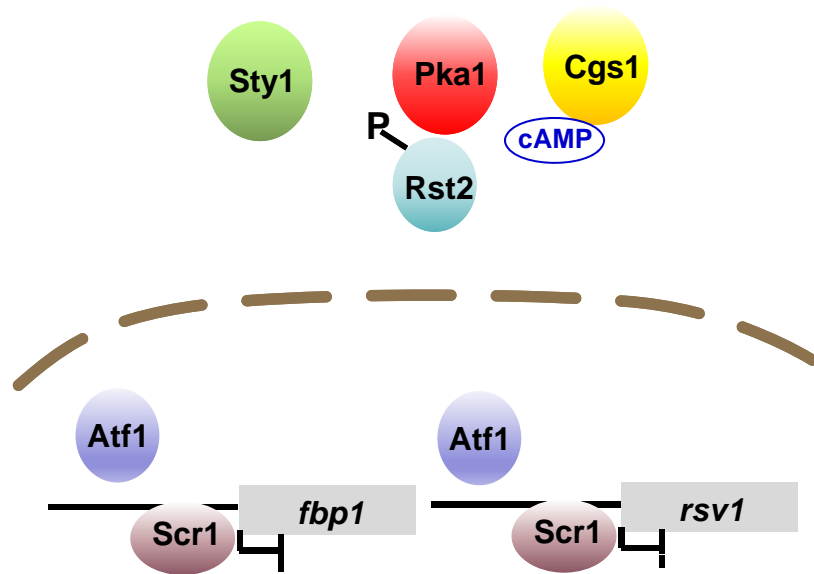 Sty1
Pka1
Cgs1
cAMP
P
Rst2
Atf1
Atf1
fbp1
rsv1
Scr1
Scr1